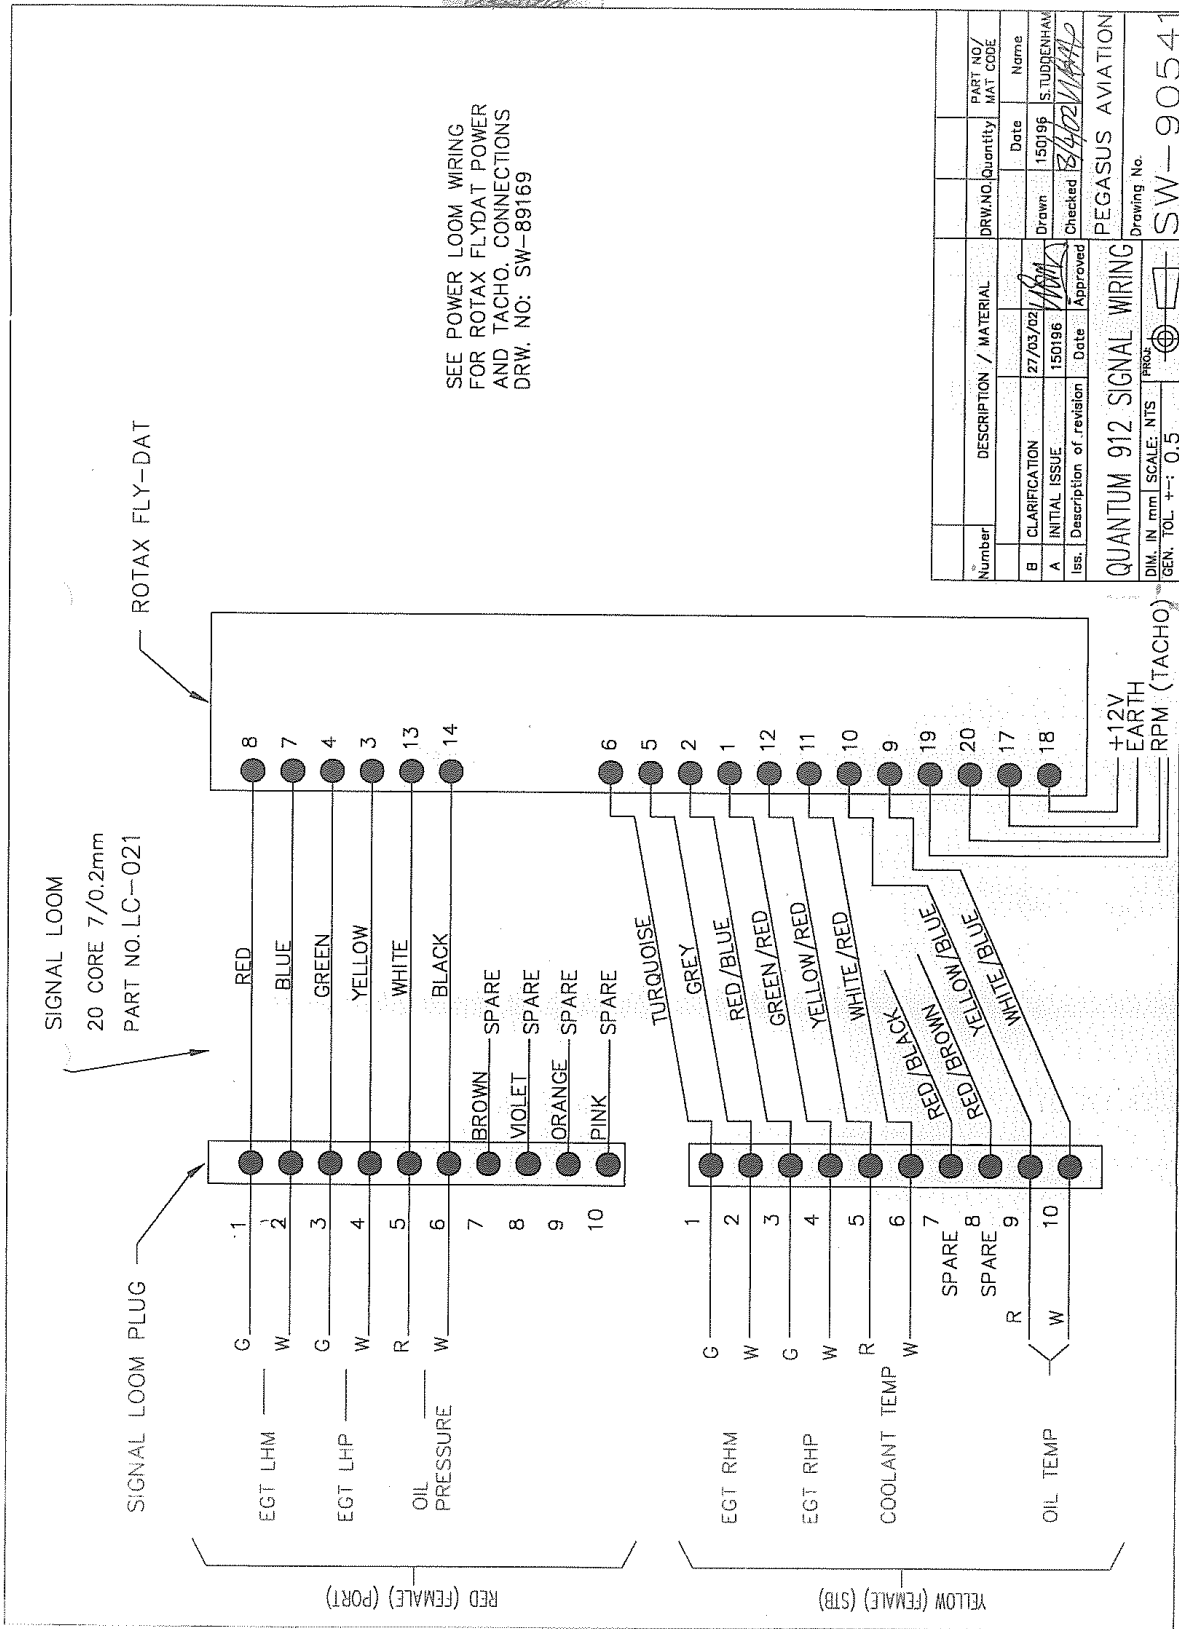 SIGNAL LOOM
20 CORE 7/0.2mm
PART NO. LC-021
SIGNAL LOOM PLUG
ROTAX FLY-DAT
SEE POWER LOOM WIRING
FOR ROTAX FLYDAT POWER
AND TACHO. CONNECTIONS
DRW. NO: SW-89169
RED (FEMALE) (PORT)
EGT LHM
G 1 RED 8
W 2 BLUE 7
EGT LHP
G 3 GREEN 4
W 4 YELLOW 3
OIL
PRESSURE
R 5 WHITE 13
W 6 BLACK 14
7 BROWN SPARE
8 VIOLET SPARE
9 ORANGE SPARE
10 PINK SPARE
YELLOW (FEMALE) (STB)
EGT RHM
G 1 TURQUOISE 6
W 2 GREY 5
EGT RHP
G 3 RED/BLUE 2
W 4 GREEN/RED 1
COOLANT TEMP
R 5 YELLOW/RED 12
W 6 WHITE/RED 11
SPARE 7 RED/BLACK
SPARE 8 RED/BROWN
OIL TEMP
R 9 YELLOW/BLUE 10
W 10 WHITE/BLUE 9
19
20
17
18
+12V
EARTH
RPM (TACHO)
Number DESCRIPTION / MATERIAL DRW.NO. Quantity PART NO/
MAT CODE
B CLARIFICATION 27/03/02
A INITIAL ISSUE 150196
Iss. Description of revision Date Approved
Date Name
Drawn 150196 S.TUDDENHAM
Checked 8/4/02
QUANTUM 912 SIGNAL WIRING
PEGASUS AVIATION
DIM. IN mm SCALE: NTS PROJ:
GEN. TOL. +-: 0.5
Drawing No.
SW-90541